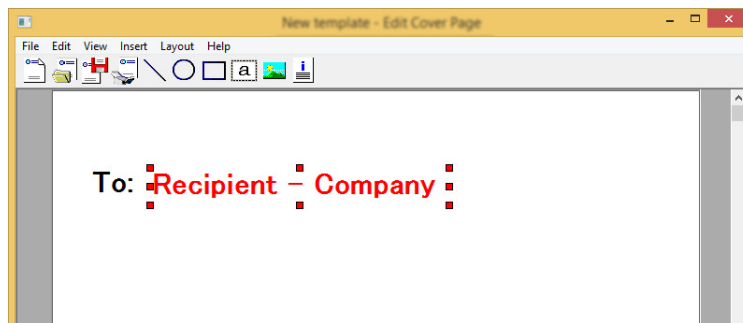 New template - Edit Cover Page
File Edit View Insert Layout Help
a
To: Recipient - Company